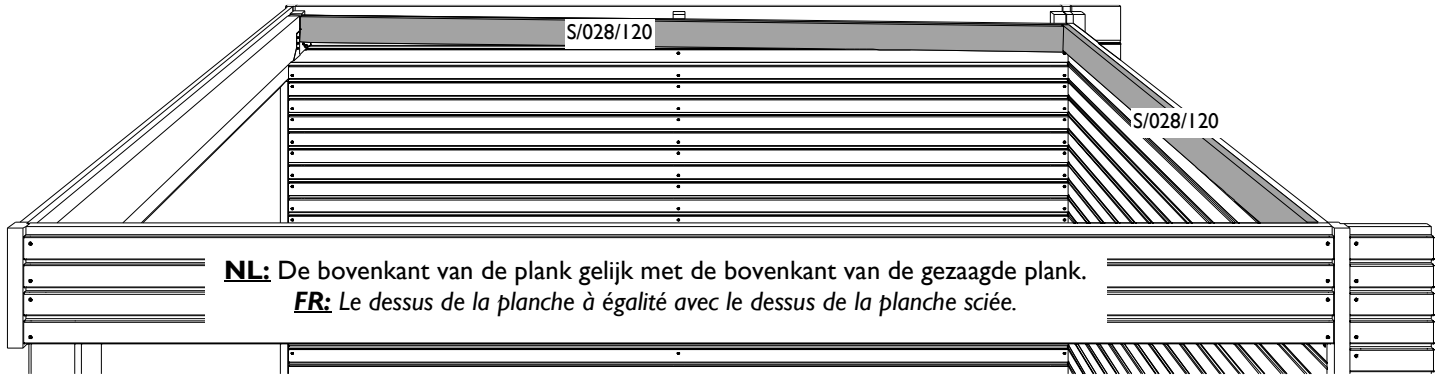 S/028/120
S/028/120
NL: De bovenkant van de plank gelijk met de bovenkant van de gezaagde plank.
FR: Le dessus de la planche à égalité avec le dessus de la planche sciée.